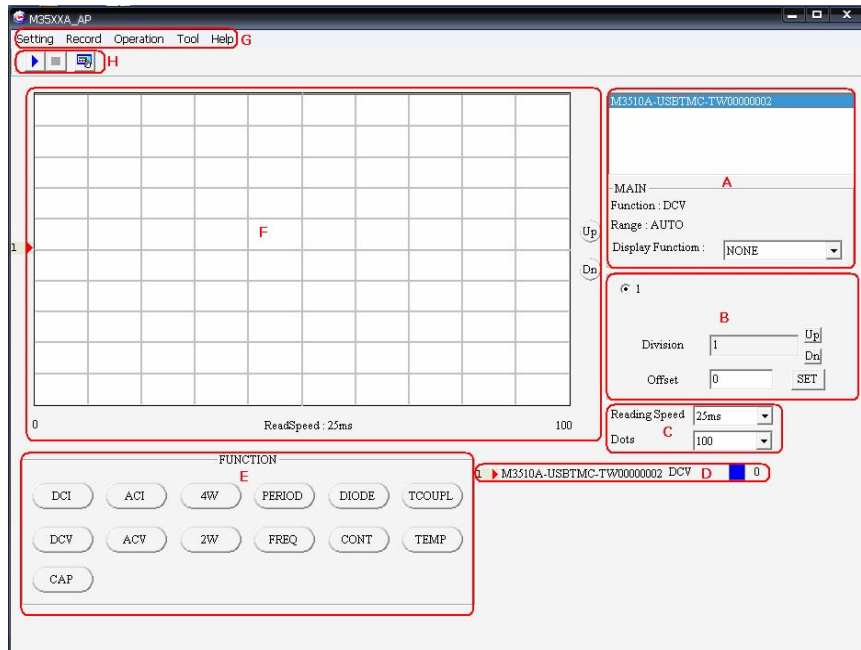 M35XXA_AP
Setting Record Operation Tool Help G
H
M3510A-USBTMC-TW00000002
A
MAIN
Function : DCV
Range : AUTO
Display Function : NONE
F
Up
1
Dn
1
B
Division 1 Up
Dn
Offset 0 SET
0 ReadSpeed : 25ms 100
Reading Speed 25ms
C
Dots 100
FUNCTION
E
1 M3510A-USBTMC-TW00000002 DCV D 0
DCI ACI 4W PERIOD DIODE TCOUPL
DCV ACV 2W FREQ CONT TEMP
CAP